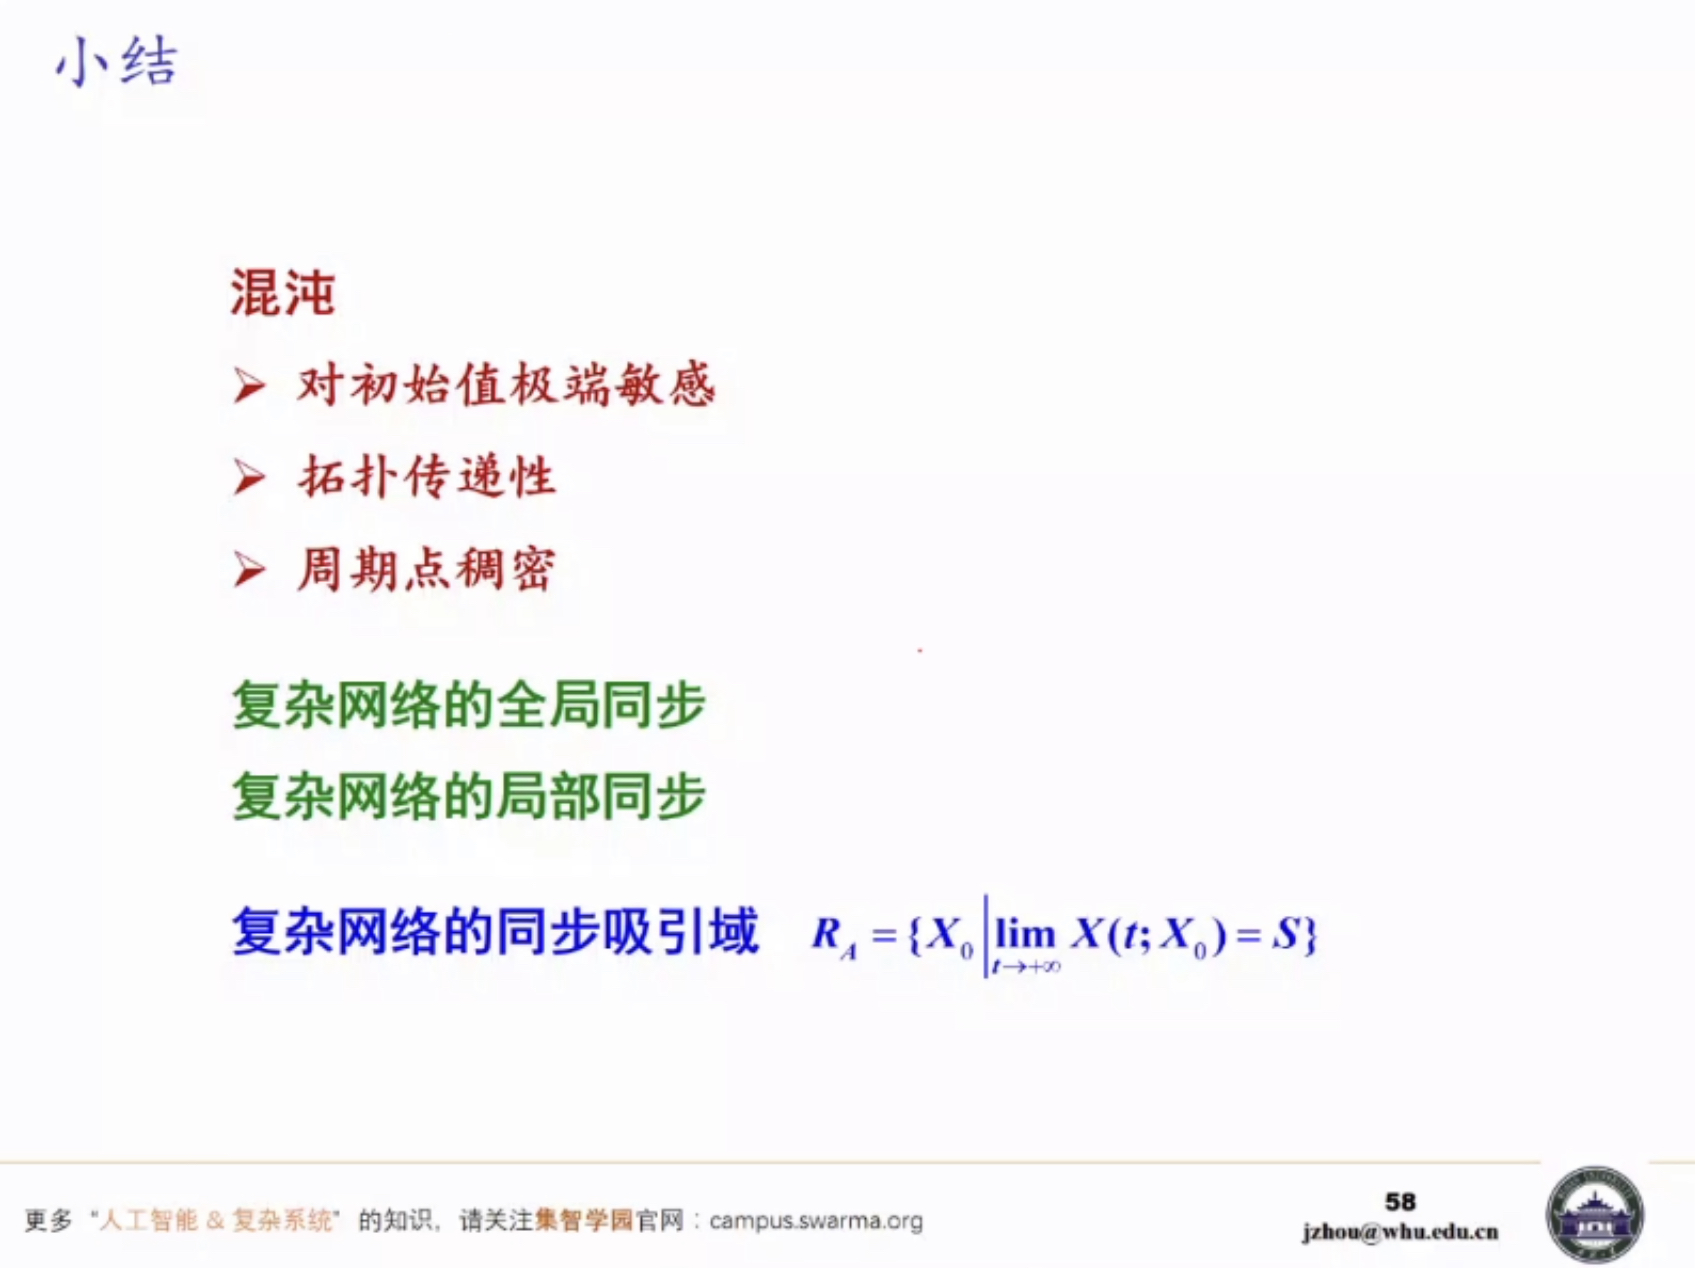 小结
混沌
➢ 对初始值极端敏感
➢ 拓扑传递性
➢ 周期点稠密
复杂网络的全局同步
复杂网络的局部同步
复杂网络的同步吸引域 R_A = {X_0 | lim_{t→+∞} X(t; X_0) = S}
更多 “人工智能 & 复杂系统” 的知识，请关注集智学园官网：campus.swarma.org
58
jzhou@whu.edu.cn